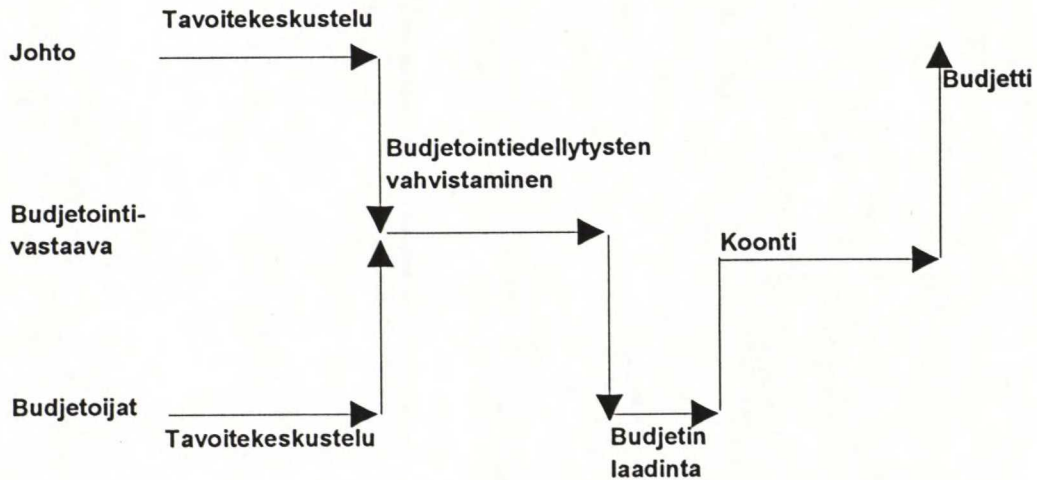 Tavoitekeskustelu
Johto
Budjetti
Budjetointiedellytysten
vahvistaminen
Budjetointi-
vastaava
Koonti
Budjetoijat
Tavoitekeskustelu
Budjetin
laadinta